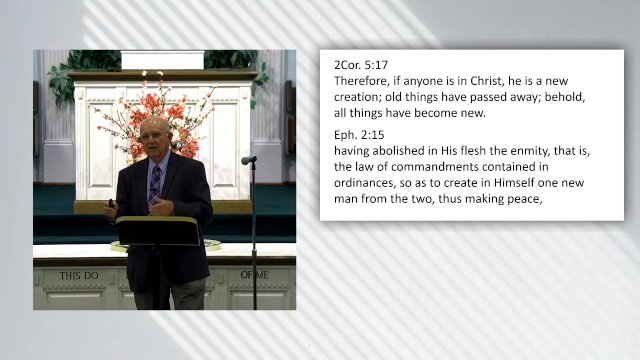 2Cor. 5:17
Therefore, if anyone is in Christ, he is a new
creation; old things have passed away; behold,
all things have become new.
Eph. 2:15
having abolished in His flesh the enmity, that is,
the law of commandments contained in
ordinances, so as to create in Himself one new
man from the two, thus making peace,
THIS DO
OF ME